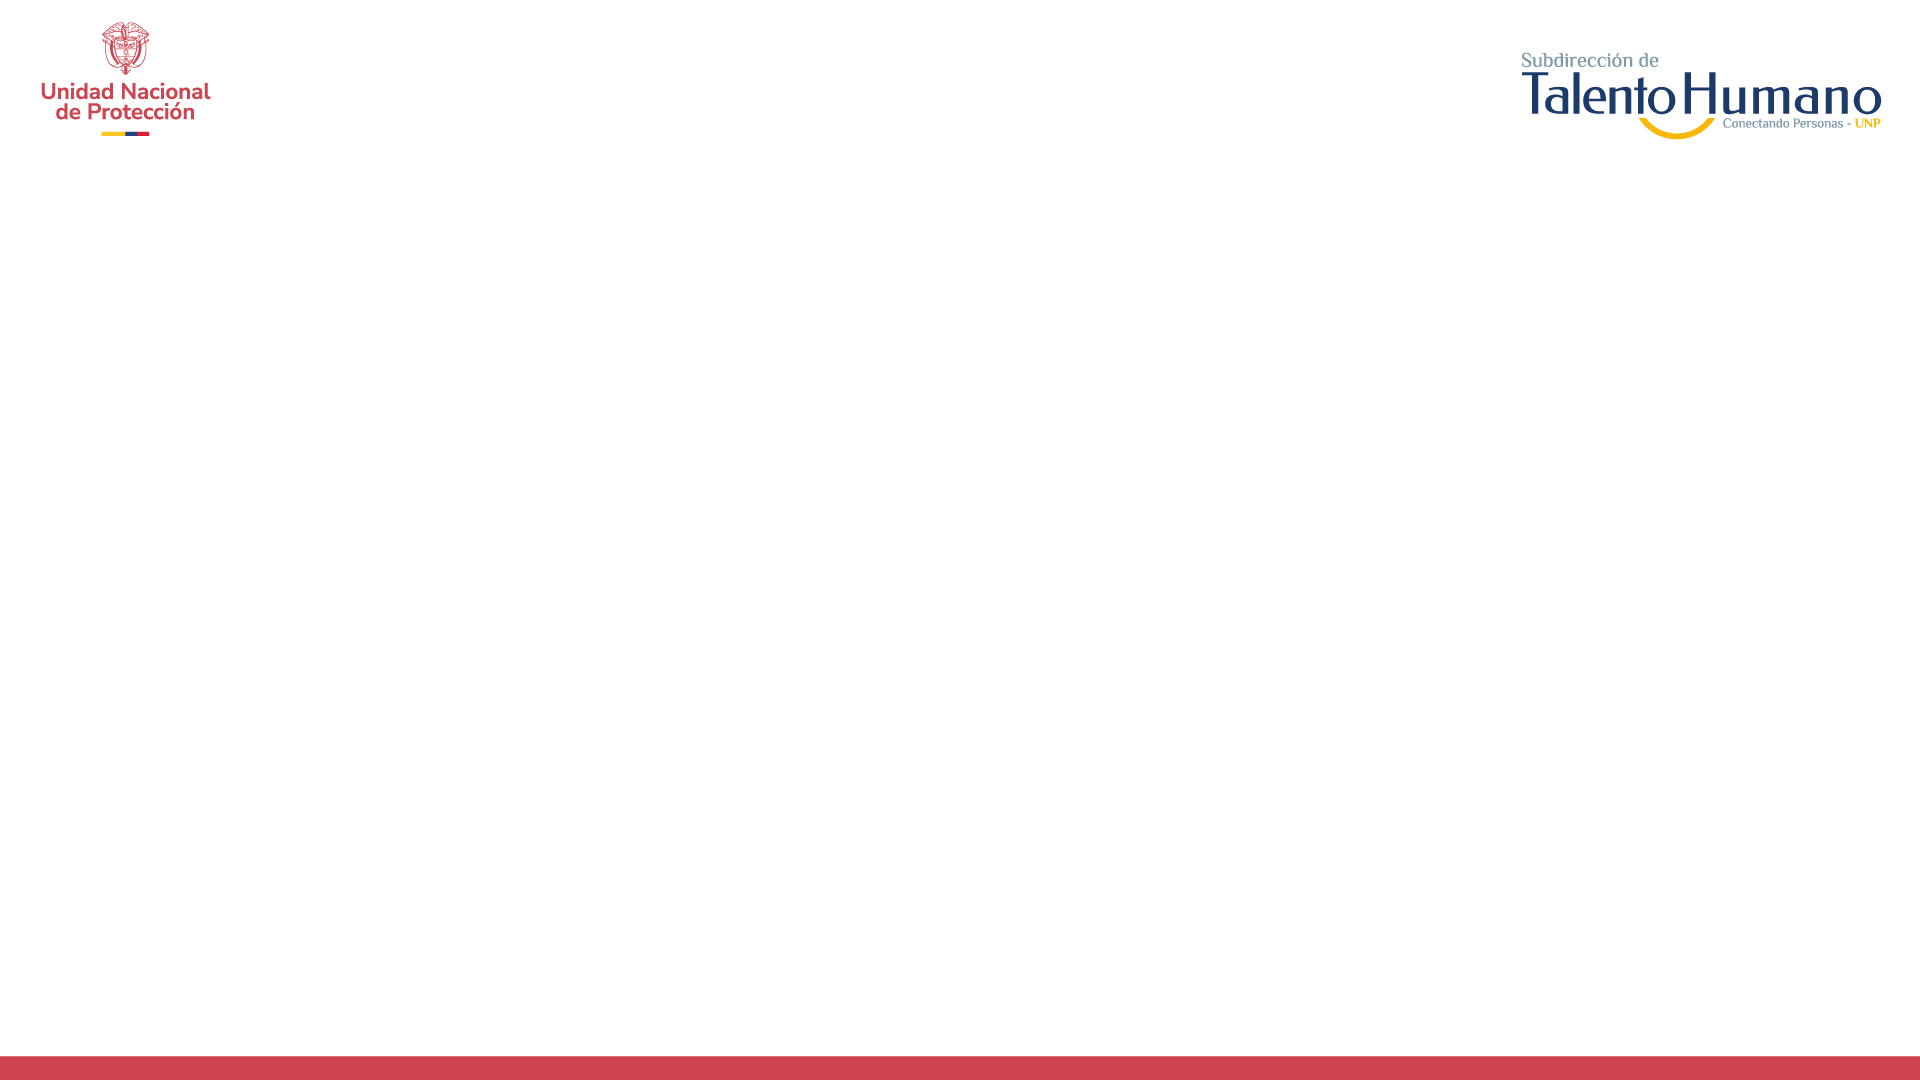 Unidad Nacional
de Protección
Subdirección de
Talento Humano
Conectando Personas - UNP